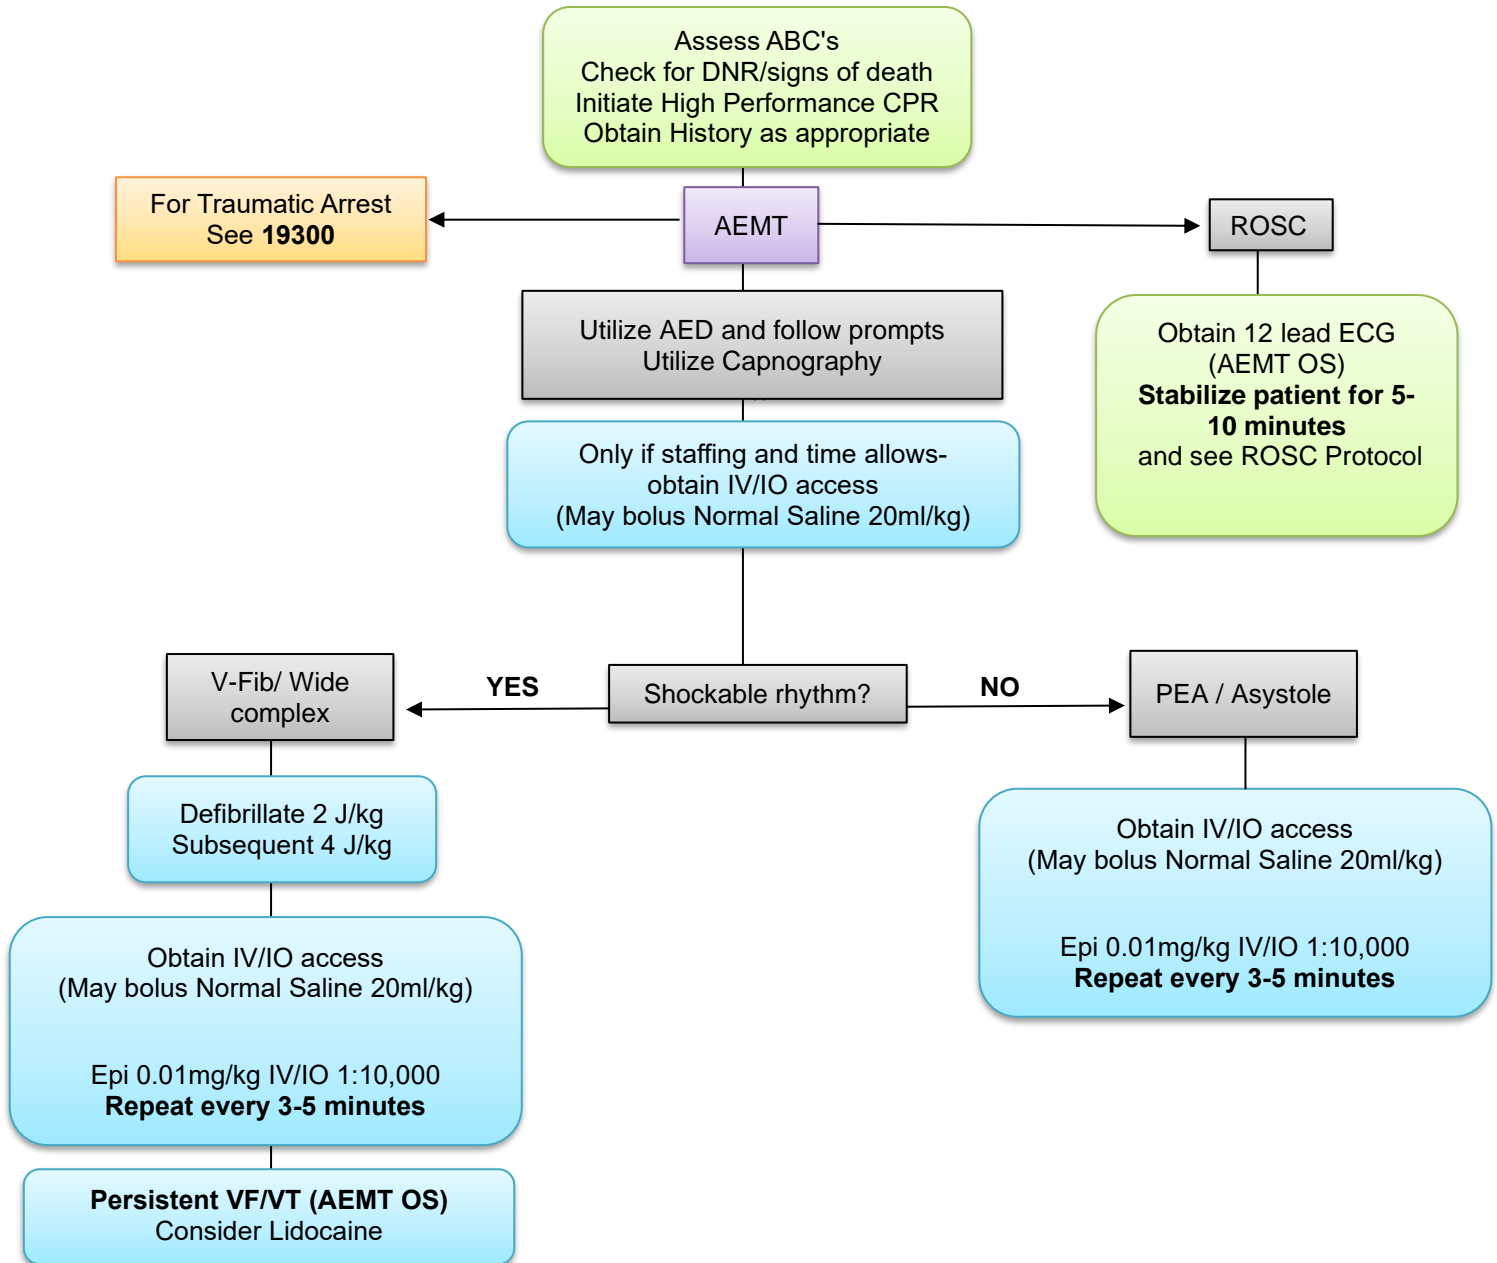 Assess ABC's
Check for DNR/signs of death
Initiate High Performance CPR
Obtain History as appropriate
For Traumatic Arrest
See 19300
AEMT
ROSC
Utilize AED and follow prompts
Utilize Capnography
Obtain 12 lead ECG
(AEMT OS)
Stabilize patient for 5-
10 minutes
and see ROSC Protocol
Only if staffing and time allows-
obtain IV/IO access
(May bolus Normal Saline 20ml/kg)
V-Fib/ Wide
complex
YES
Shockable rhythm?
NO
PEA / Asystole
Defibrillate 2 J/kg
Subsequent 4 J/kg
Obtain IV/IO access
(May bolus Normal Saline 20ml/kg)
Epi 0.01mg/kg IV/IO 1:10,000
Repeat every 3-5 minutes
Obtain IV/IO access
(May bolus Normal Saline 20ml/kg)
Epi 0.01mg/kg IV/IO 1:10,000
Repeat every 3-5 minutes
Persistent VF/VT (AEMT OS)
Consider Lidocaine